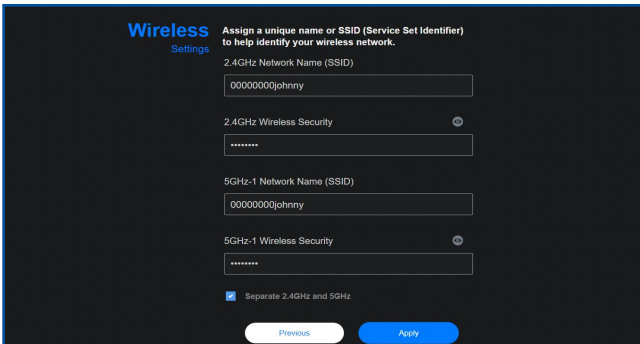 Wireless
Settings
Assign a unique name or SSID (Service Set Identifier)
to help identify your wireless network.
2.4GHz Network Name (SSID)
00000000johnny
2.4GHz Wireless Security
••••••••
5GHz-1 Network Name (SSID)
00000000johnny
5GHz-1 Wireless Security
••••••••
Separate 2.4GHz and 5GHz
Previous
Apply